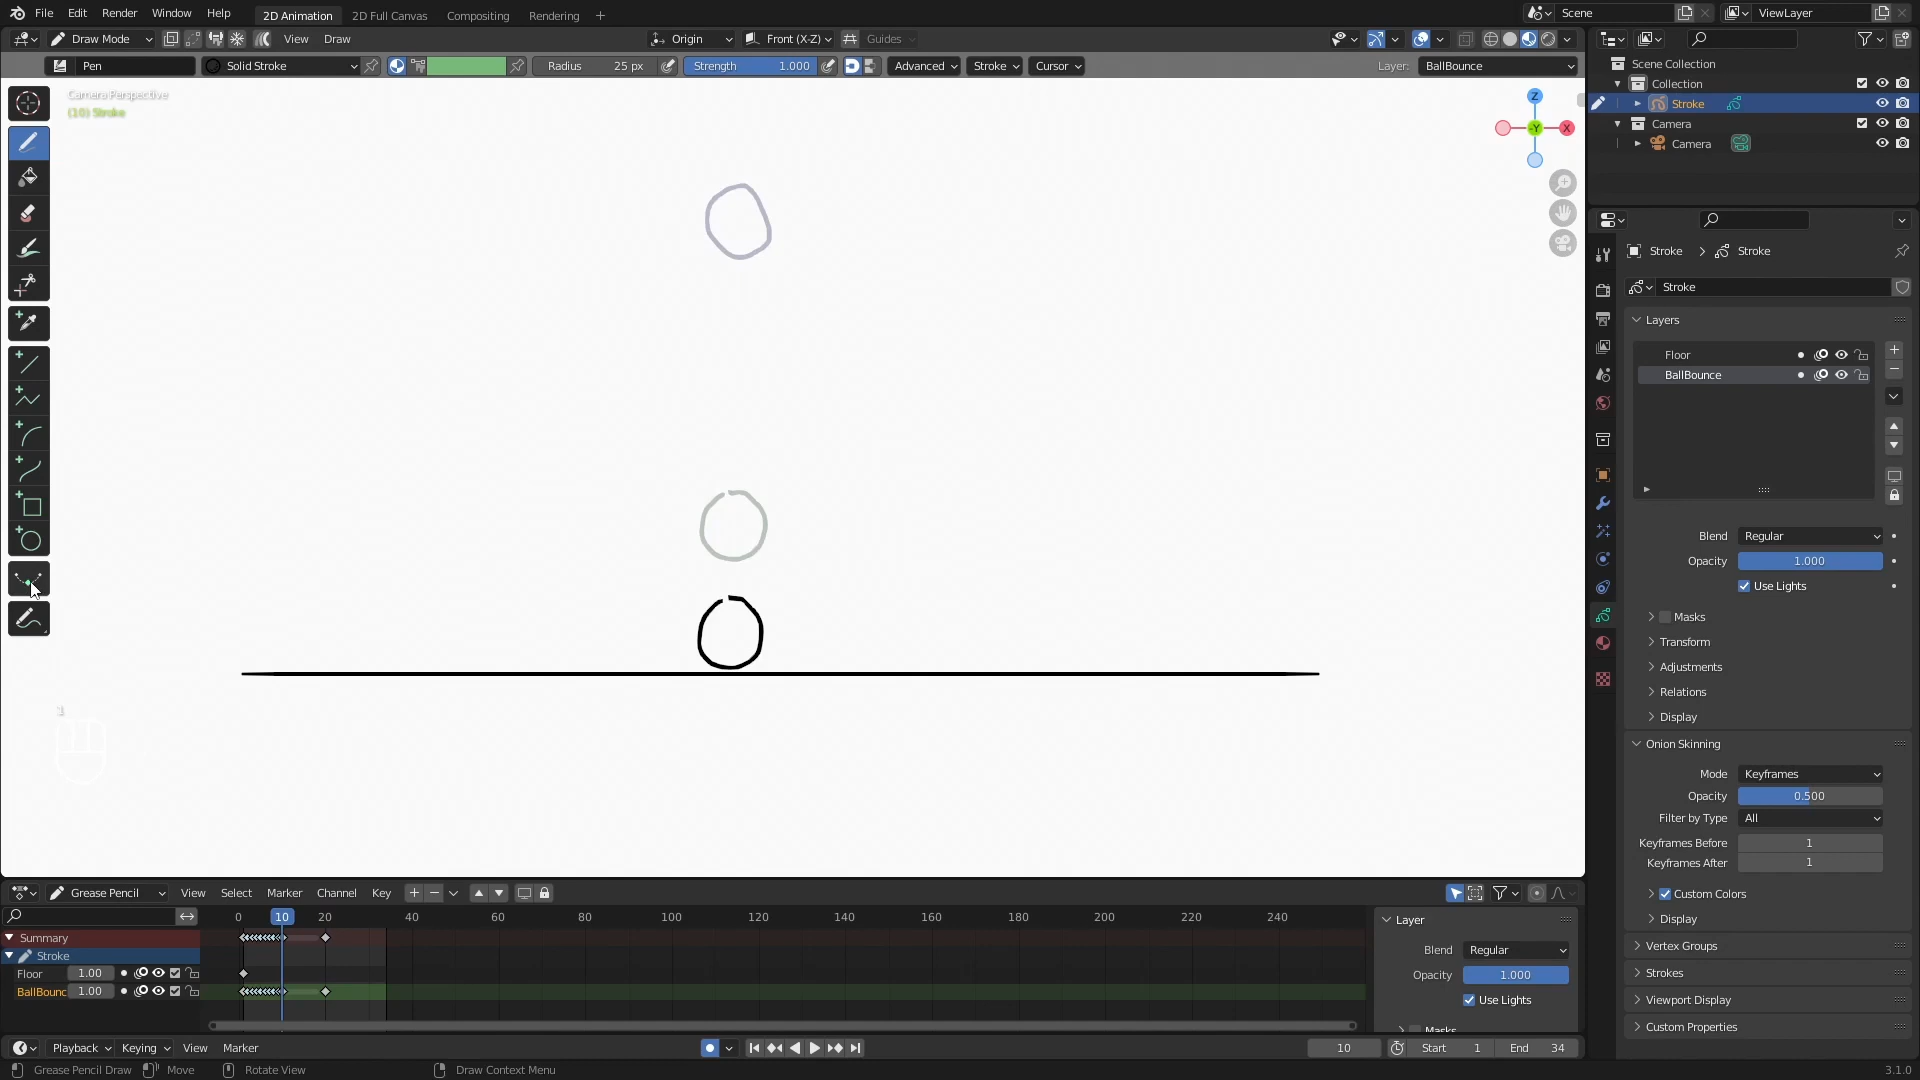 File Edit Render Window Help 2D Animation 2D Full Canvas Compositing Rendering + Scene ViewLayer
Draw Mode View Draw Origin Front (X-Z) Guides
Pen Solid Stroke Radius 25 px Strength 1.000 Advanced Stroke Cursor Layer: BallBounce
Camera Perspective
(10) Stroke
Z
-Y
X
1
Scene Collection
Collection
Stroke
Camera
Camera
Stroke Stroke
Stroke
Layers
Floor
BallBounce
Blend Regular
Opacity 1.000
Use Lights
Masks
Transform
Adjustments
Relations
Display
Onion Skinning
Mode Keyframes
Opacity 0.500
Filter by Type All
Keyframes Before 1
Keyframes After 1
Custom Colors
Display
Vertex Groups
Strokes
Viewport Display
Custom Properties
Grease Pencil View Select Marker Channel Key
0 10 20 40 60 80 100 120 140 160 180 200 220 240
Summary
Stroke
Floor 1.00
BallBounc 1.00
Layer
Blend Regular
Opacity 1.000
Use Lights
Masks
Playback Keying View Marker 10 Start 1 End 34
Grease Pencil Draw Move Rotate View Draw Context Menu 3.1.0